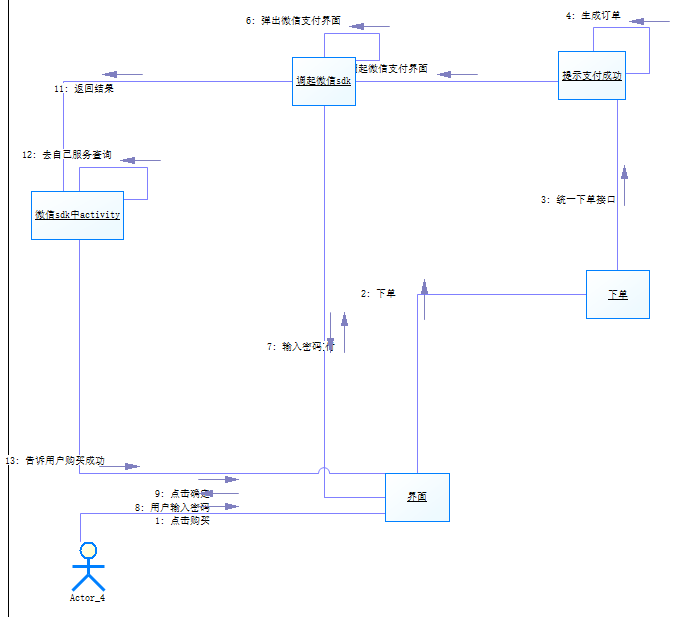 6: 弹出微信支付界面
4: 生成订单
调起微信支付界面
调起微信sdk
提示支付成功
11: 返回结果
12: 去自己服务查询
微信sdk中activity
3: 统一下单接口
2: 下单
下单
7: 输入密码
13: 告诉用户购买成功
9: 点击确定
8: 用户输入密码
1: 点击购买
界面
Actor_4